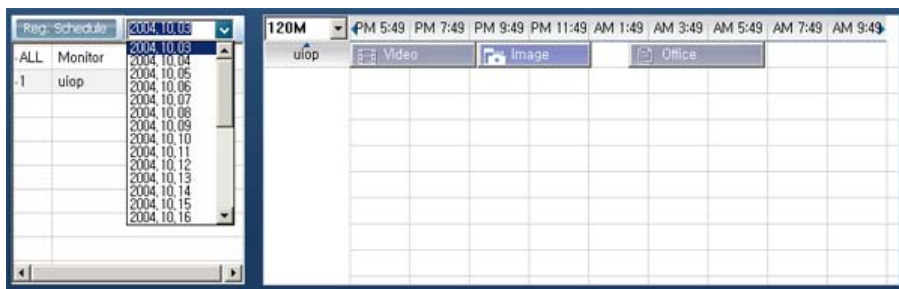 Reg. Schedule 2004, 10, 03 120M PM 5:49 PM 7:49 PM 9:49 PM 11:49 AM 1:49 AM 3:49 AM 5:49 AM 7:49 AM 9:49
ALL Monitor 2004, 10, 03 uiop Video Image Office
2004, 10, 04
2004, 10, 05
1 uiop 2004, 10, 06
2004, 10, 07
2004, 10, 08
2004, 10, 09
2004, 10, 10
2004, 10, 11
2004, 10, 12
2004, 10, 13
2004, 10, 14
2004, 10, 15
2004, 10, 16